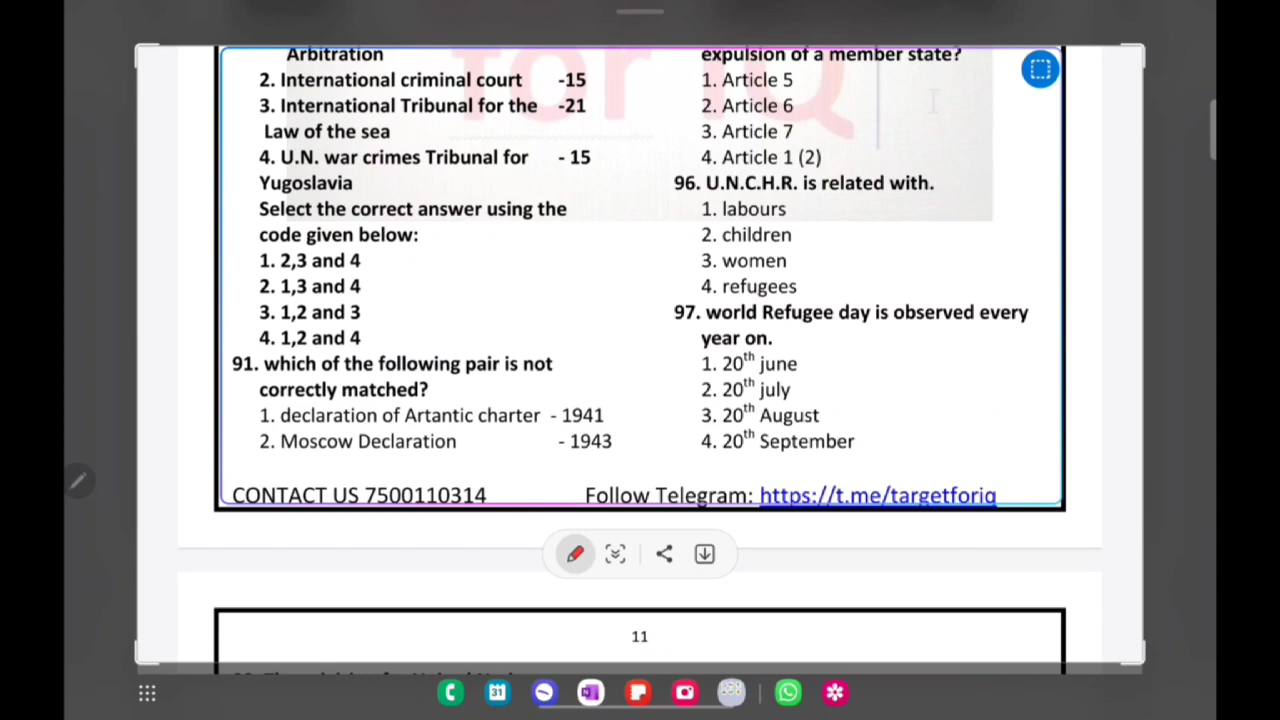 Arbitration
2. International criminal court -15
3. International Tribunal for the -21
Law of the sea
4. U.N. war crimes Tribunal for - 15
Yugoslavia
Select the correct answer using the
code given below:
1. 2,3 and 4
2. 1,3 and 4
3. 1,2 and 3
4. 1,2 and 4
91. which of the following pair is not
correctly matched?
1. declaration of Artantic charter - 1941
2. Moscow Declaration - 1943
expulsion of a member state?
1. Article 5
2. Article 6
3. Article 7
4. Article 1 (2)
96. U.N.C.H.R. is related with.
1. labours
2. children
3. women
4. refugees
97. world Refugee day is observed every
year on.
1. 20th june
2. 20th july
3. 20th August
4. 20th September
for IQ
CONTACT US 7500110314 Follow Telegram: https://t.me/targetforiq
11
31